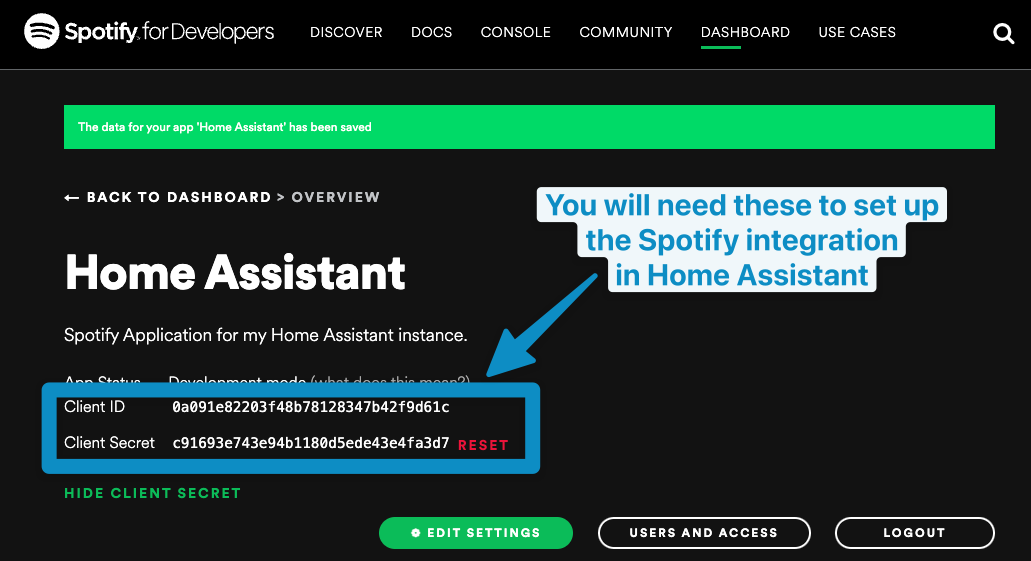 Spotify for Developers DISCOVER DOCS CONSOLE COMMUNITY DASHBOARD USE CASES
The data for your app 'Home Assistant' has been saved
← BACK TO DASHBOARD > OVERVIEW
You will need these to set up
the Spotify integration
in Home Assistant
Home Assistant
Spotify Application for my Home Assistant instance.
App Status Development mode (what does this mean?)
Client ID 0a091e82203f48b78128347b42f9d61c
Client Secret c91693e743e94b1180d5ede43e4fa3d7 RESET
HIDE CLIENT SECRET
EDIT SETTINGS USERS AND ACCESS LOGOUT